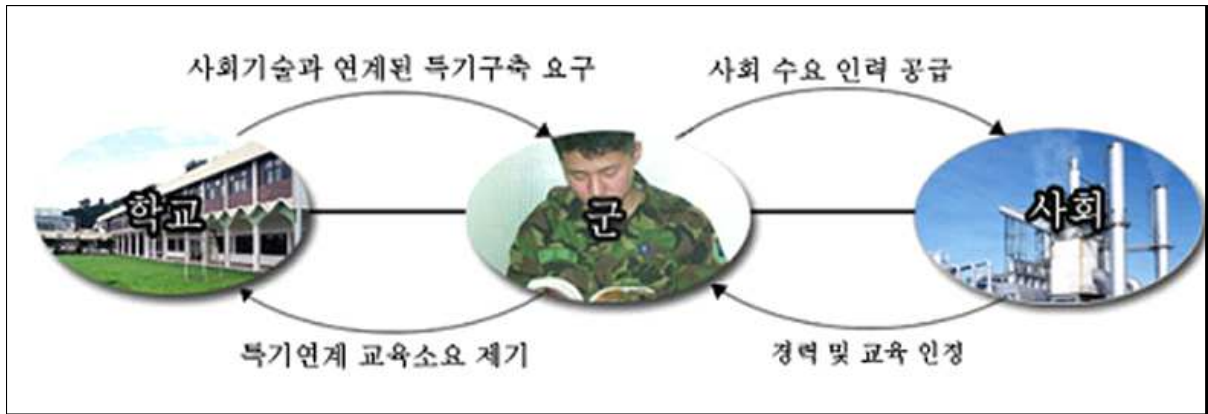 사회기술과 연계된 특기구축 요구
사회 수요 인력 공급
학교
군
사회
특기연계 교육소요 제기
경력 및 교육 인정